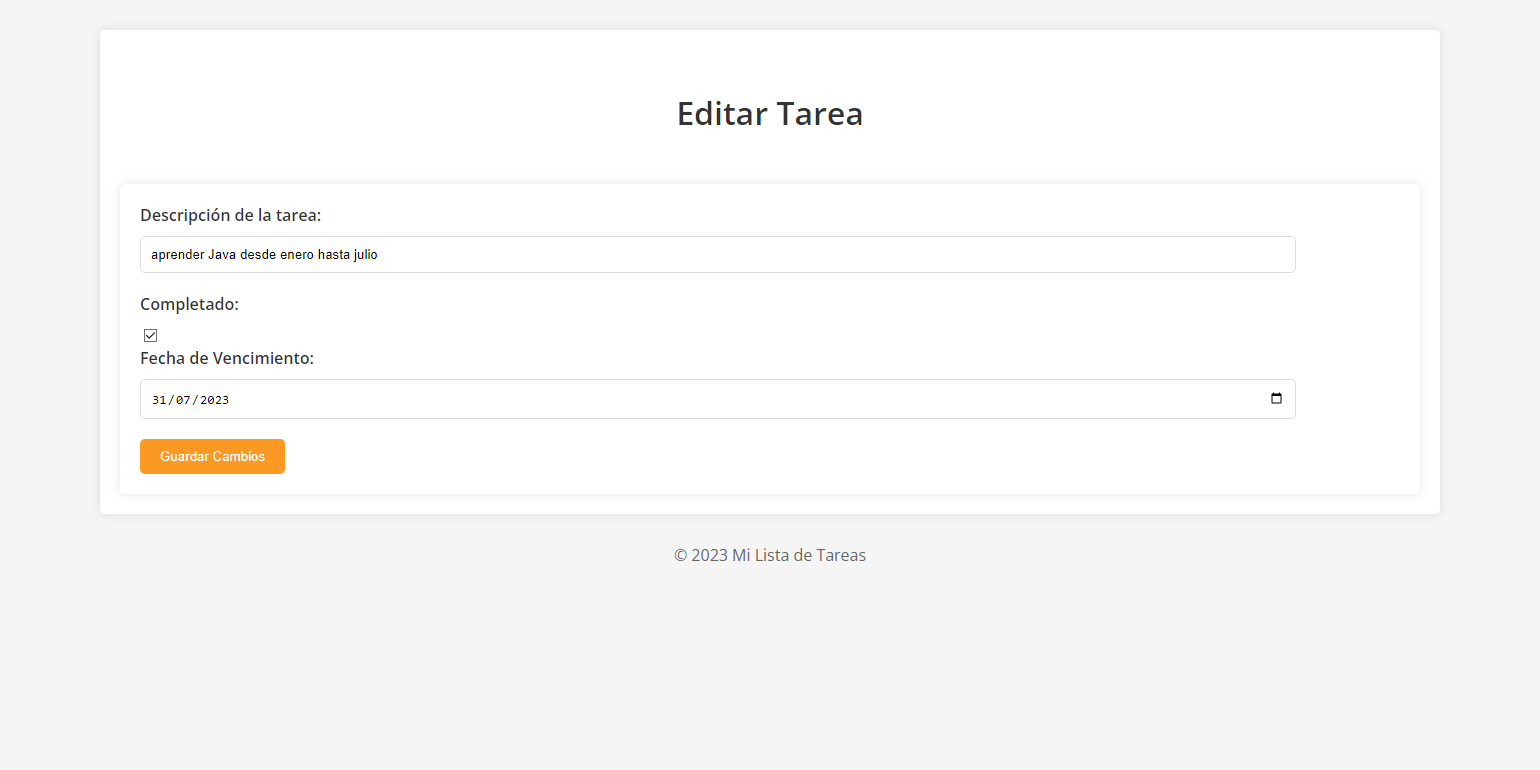 Editar Tarea
Descripción de la tarea:
aprender Java desde enero hasta julio
Completado:
Fecha de Vencimiento:
31/07/2023
Guardar Cambios
© 2023 Mi Lista de Tareas